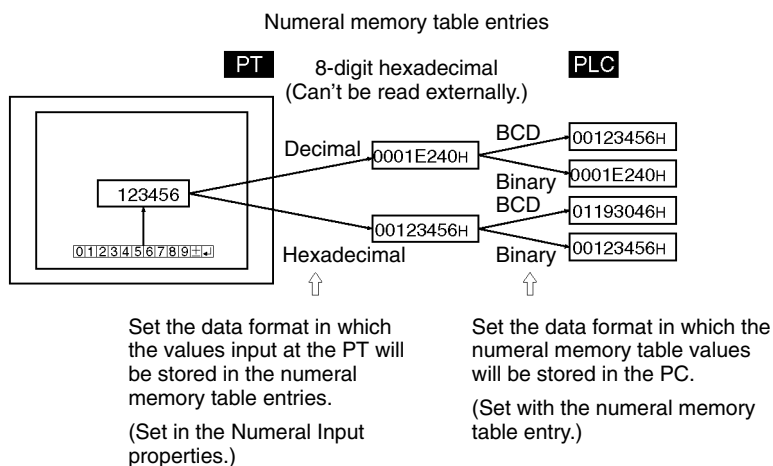 Numeral memory table entries
PT
8-digit hexadecimal
(Can't be read externally.)
PLC
Decimal
BCD
00123456H
0001E240H
Binary
0001E240H
123456
BCD
01193046H
00123456H
0123456789±↵
Hexadecimal
Binary
00123456H
Set the data format in which
the values input at the PT will
be stored in the numeral
memory table entries.
(Set in the Numeral Input
properties.)
Set the data format in which the
numeral memory table values
will be stored in the PC.
(Set with the numeral memory
table entry.)